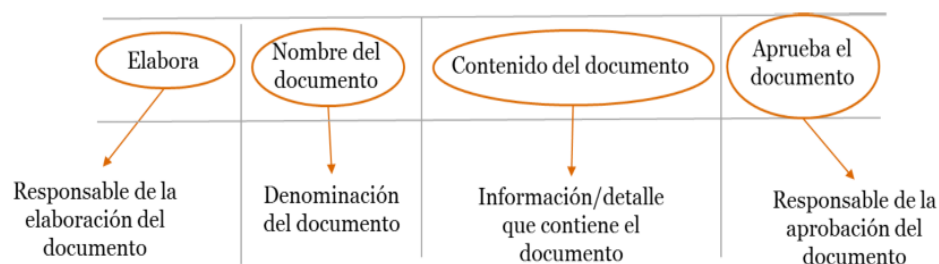 Elabora
Nombre del
documento
Contenido del documento
Aprueba el
documento
Responsable de la
elaboración del
documento
Denominación
del documento
Información/detalle
que contiene el
documento
Responsable de la
aprobación del
documento